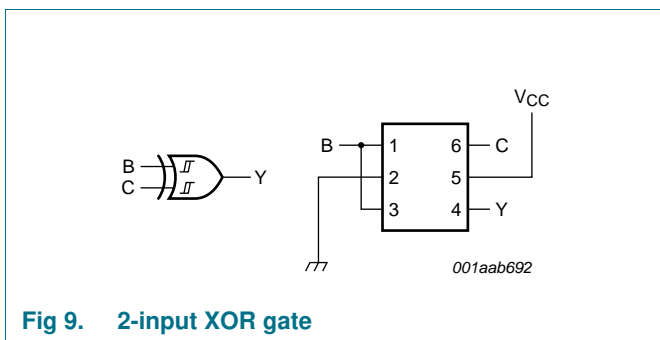 VCC
B 1 6 C
B
C
Y
2 5
3 4 Y
001aab692
Fig 9. 2-input XOR gate